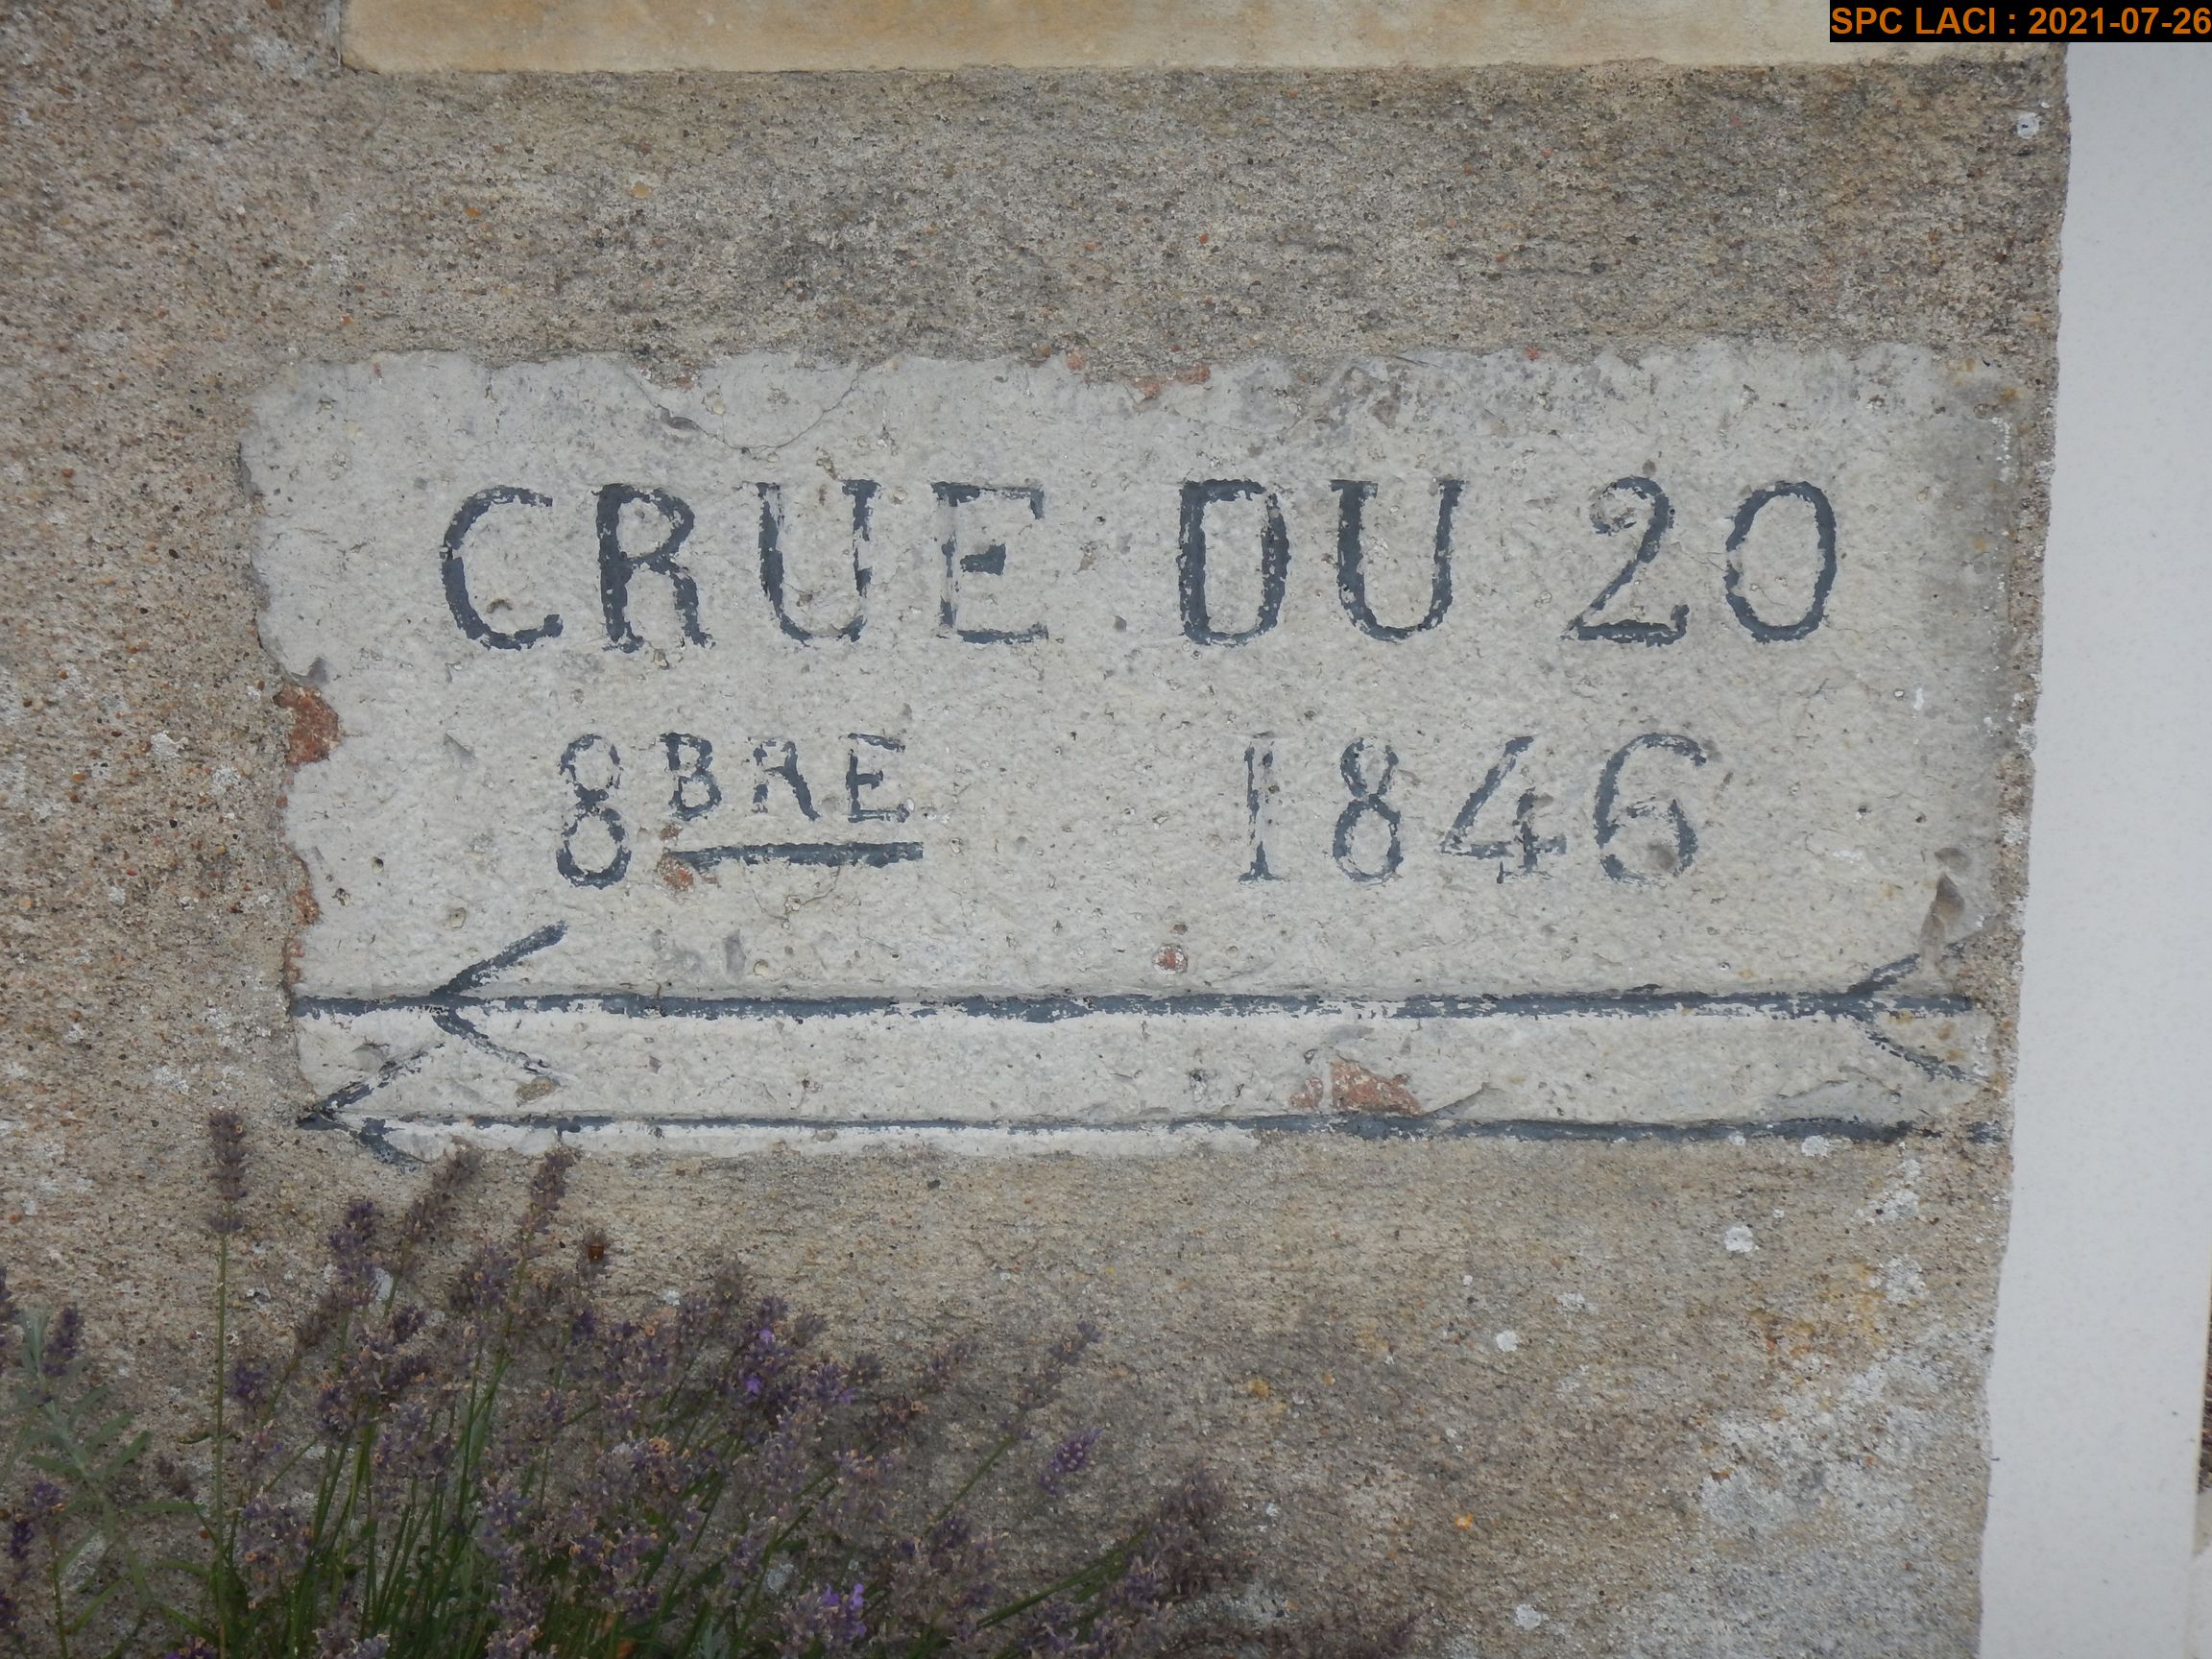 SPC LACI : 2021-07-26
CRUE DU 20
8BRE 1846